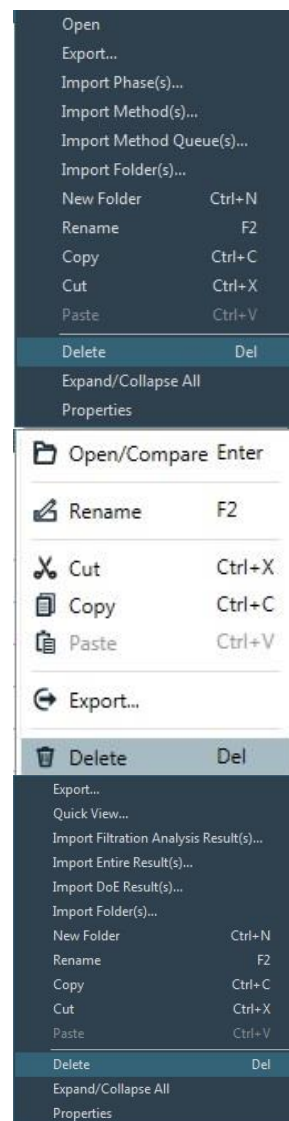 Open
Export...
Import Phase(s)...
Import Method(s)...
Import Method Queue(s)...
Import Folder(s)...
New Folder Ctrl+N
Rename F2
Copy Ctrl+C
Cut Ctrl+X
Paste Ctrl+V
Delete Del
Expand/Collapse All
Properties
Open/Compare Enter
Rename F2
Cut Ctrl+X
Copy Ctrl+C
Paste Ctrl+V
Export...
Delete Del
Export...
Quick View...
Import Filtration Analysis Result(s)...
Import Entire Result(s)...
Import DoE Result(s)...
Import Folder(s)...
New Folder Ctrl+N
Rename F2
Copy Ctrl+C
Cut Ctrl+X
Paste Ctrl+V
Delete Del
Expand/Collapse All
Properties